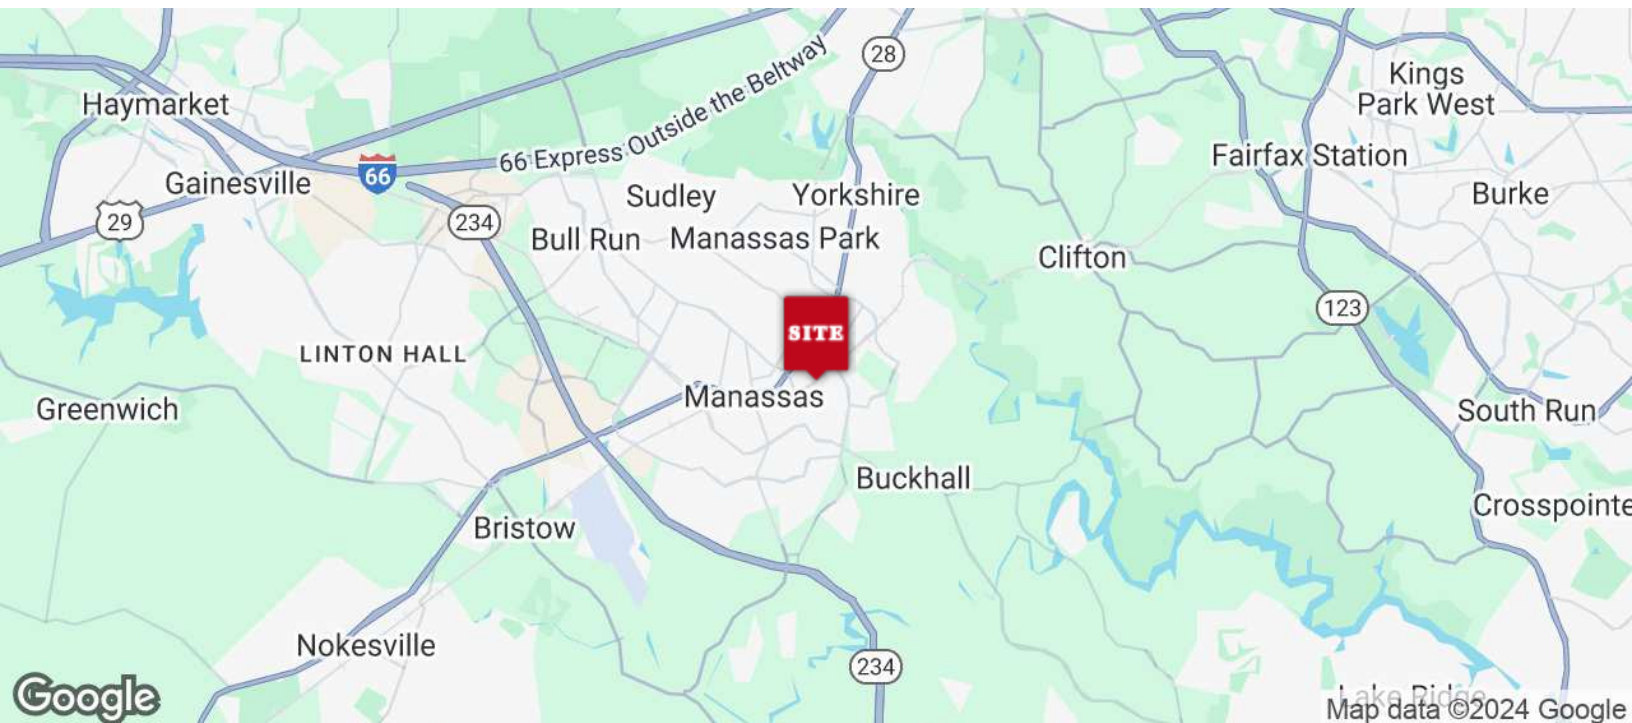 28
Kings
Park West
Haymarket
66 Express Outside the Beltway
Fairfax Station
66
Gainesville
Sudley
Yorkshire
Burke
29
234
Bull Run
Manassas Park
Clifton
123
SITE
LINTON HALL
Manassas
Greenwich
South Run
Buckhall
Crosspointe
Bristow
Nokesville
234
Google
Lake Ridge
Map data ©2024 Google